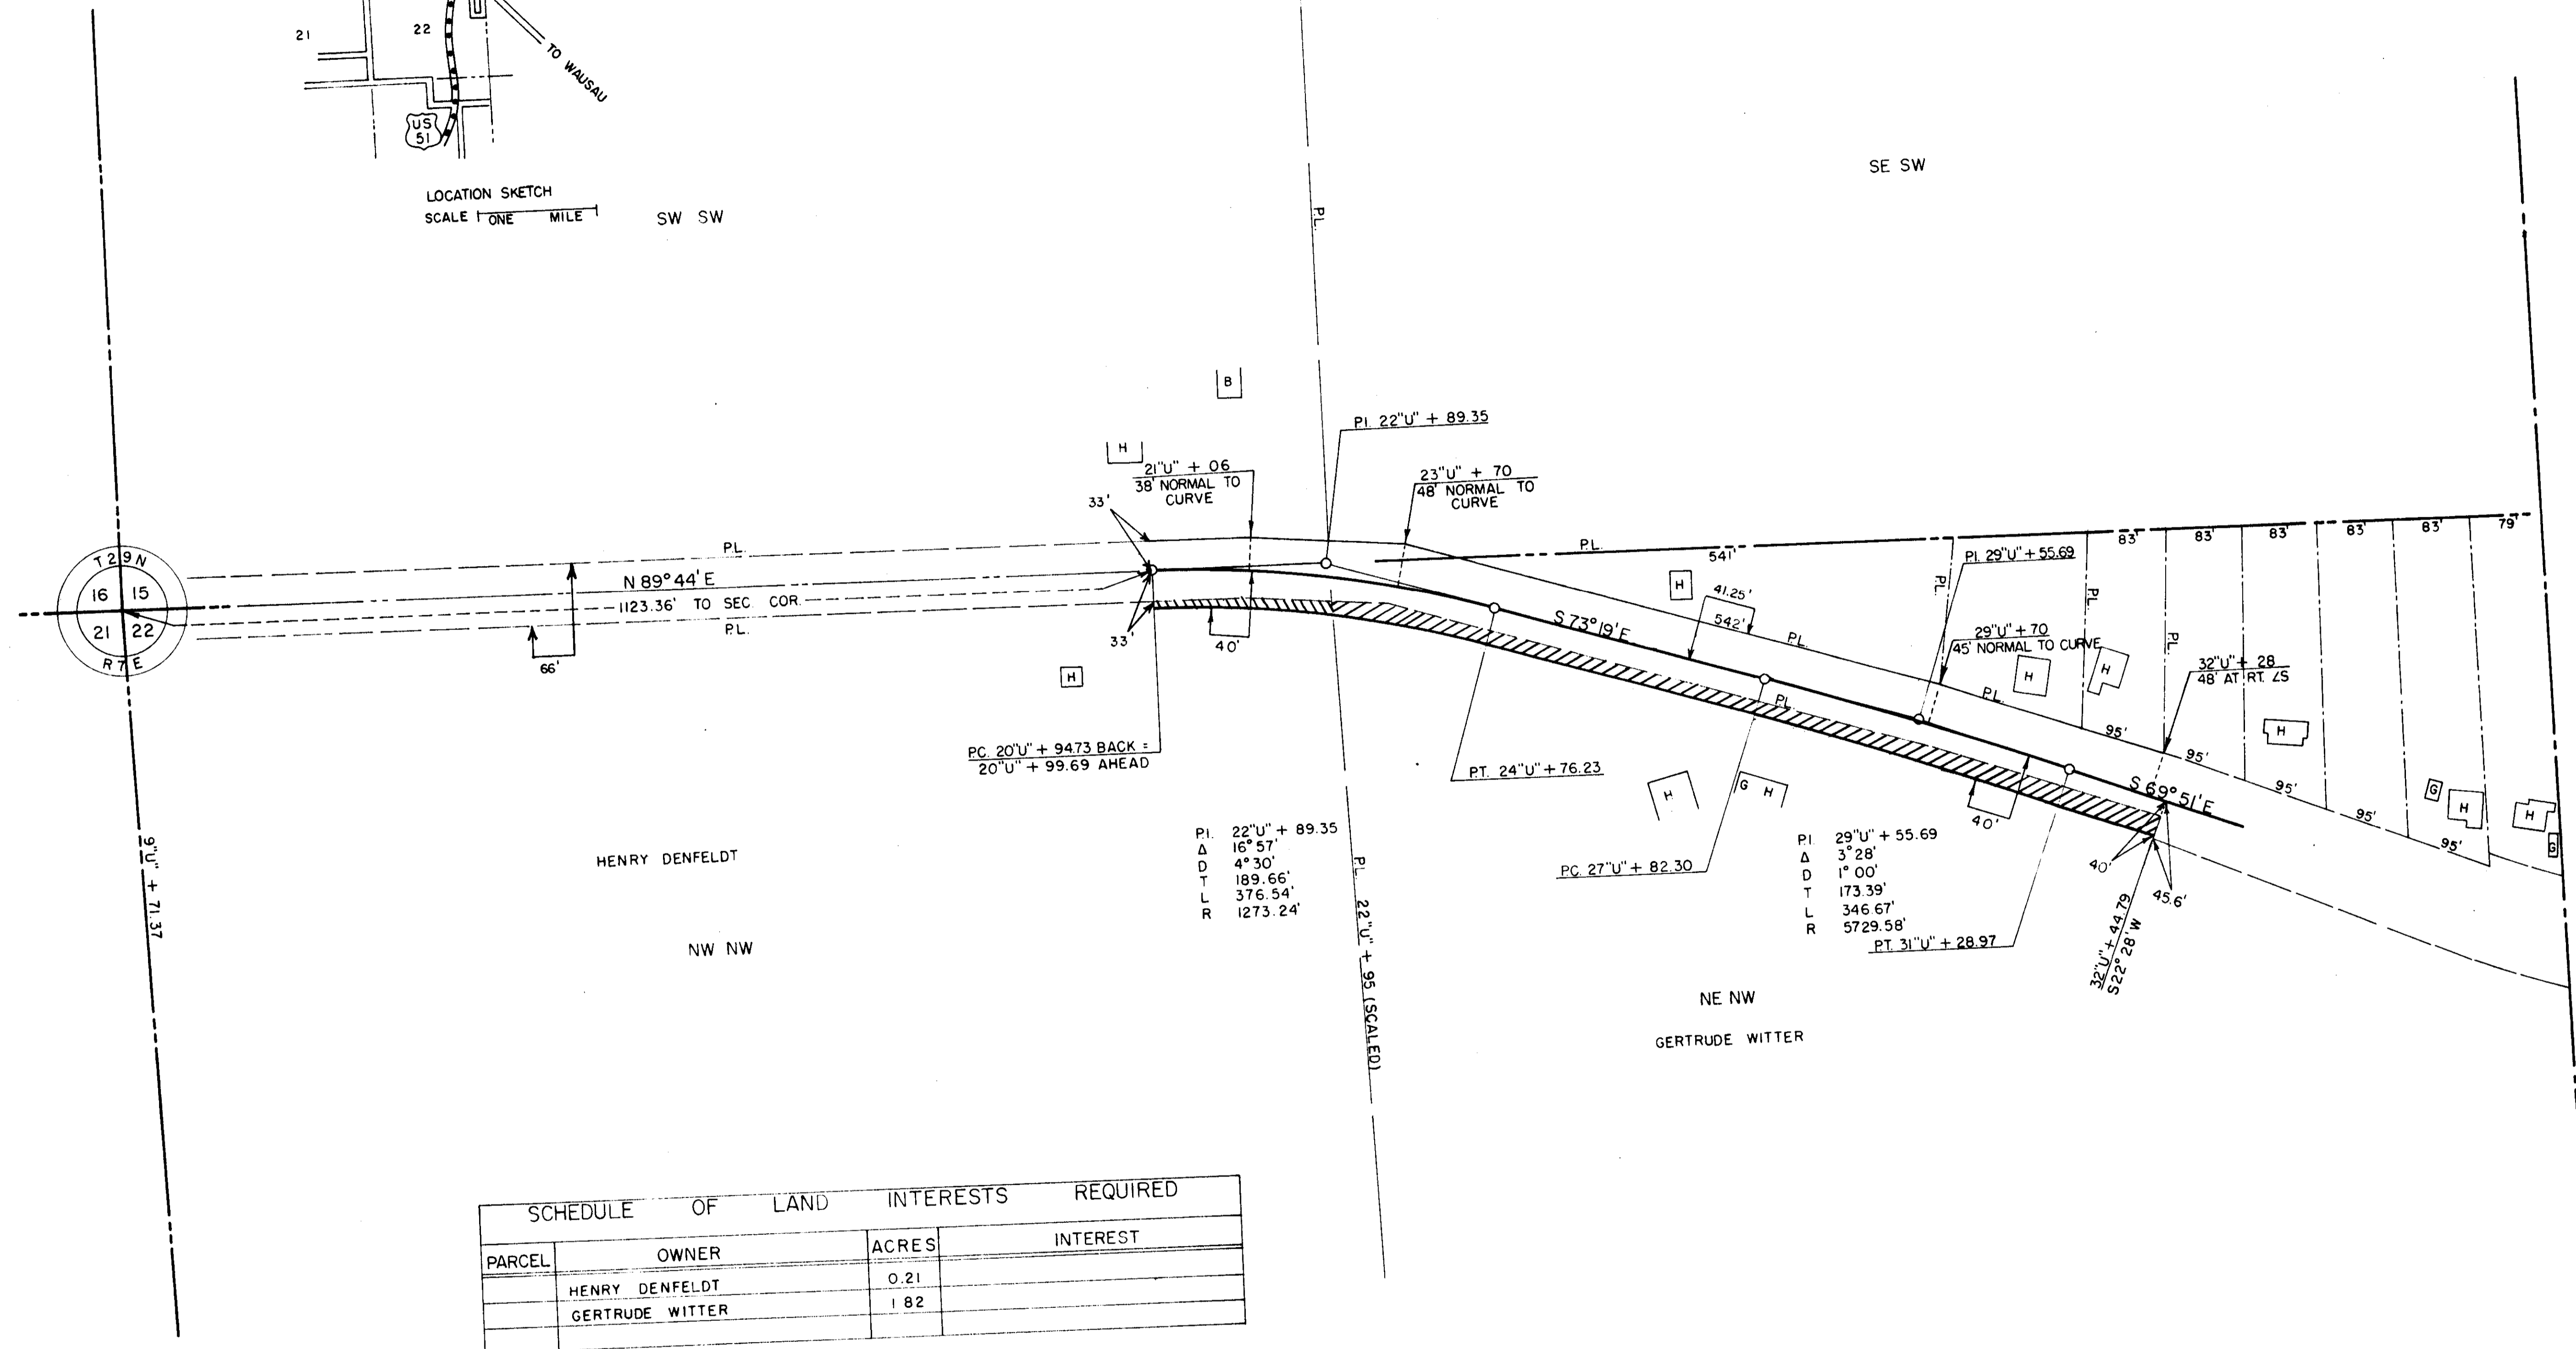 21
22
TO WAUSAU
US
51
LOCATION SKETCH
SCALE ONE MILE
SW SW
SE SW
P.L.
B
H
P.I. 22"U" + 89.35
21"U" + 06
38' NORMAL TO
CURVE
23"U" + 70
48' NORMAL TO
CURVE
33'
P.L.
N 89°44' E
1123.36' TO SEC. COR.
P.L.
66'
T 29 N
16 15
21 22
R 7 E
33'
40'
H
P.L.
541'
83'
83'
83'
83'
83'
79'
P.I. 29"U" + 55.69
H
41.25'
542'
S 73°19' E
P.L.
P.L.
P.L.
P.L.
29"U" + 70
45' NORMAL TO CURVE
H
H
32"U" + 28
48' AT RT. ∠S
P.L.
P.L.
95'
95'
95'
95'
95'
H
G
H
H
G
S 69°51' E
P.C. 20"U" + 94.73 BACK =
20"U" + 99.69 AHEAD
P.T. 24"U" + 76.23
H
G H
40'
40'
45.6'
32"U" + 44.79
S 22° 28' W
9"U" + 71.37
HENRY DENFELDT
NW NW
P.I. 22"U" + 89.35
Δ 16° 57'
D 4° 30'
T 189.66'
L 376.54'
R 1273.24'
P.L. 22"U" + 95 (SCALED)
P.C. 27"U" + 82.30
P.I. 29"U" + 55.69
Δ 3° 28'
D 1° 00'
T 173.39'
L 346.67'
R 5729.58'
P.T. 31"U" + 28.97
NE NW
GERTRUDE WITTER
SCHEDULE OF LAND INTERESTS REQUIRED
PARCEL OWNER ACRES INTEREST
HENRY DENFELDT 0.21
GERTRUDE WITTER 1 82